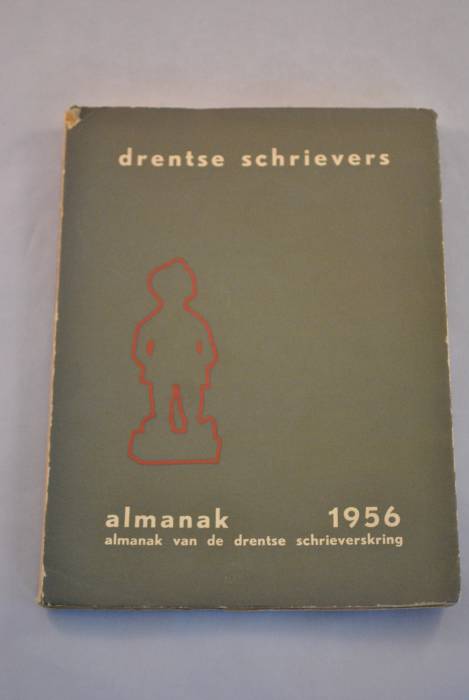 drentse schrievers
almanak 1956
almanak van de drentse schrieverskring